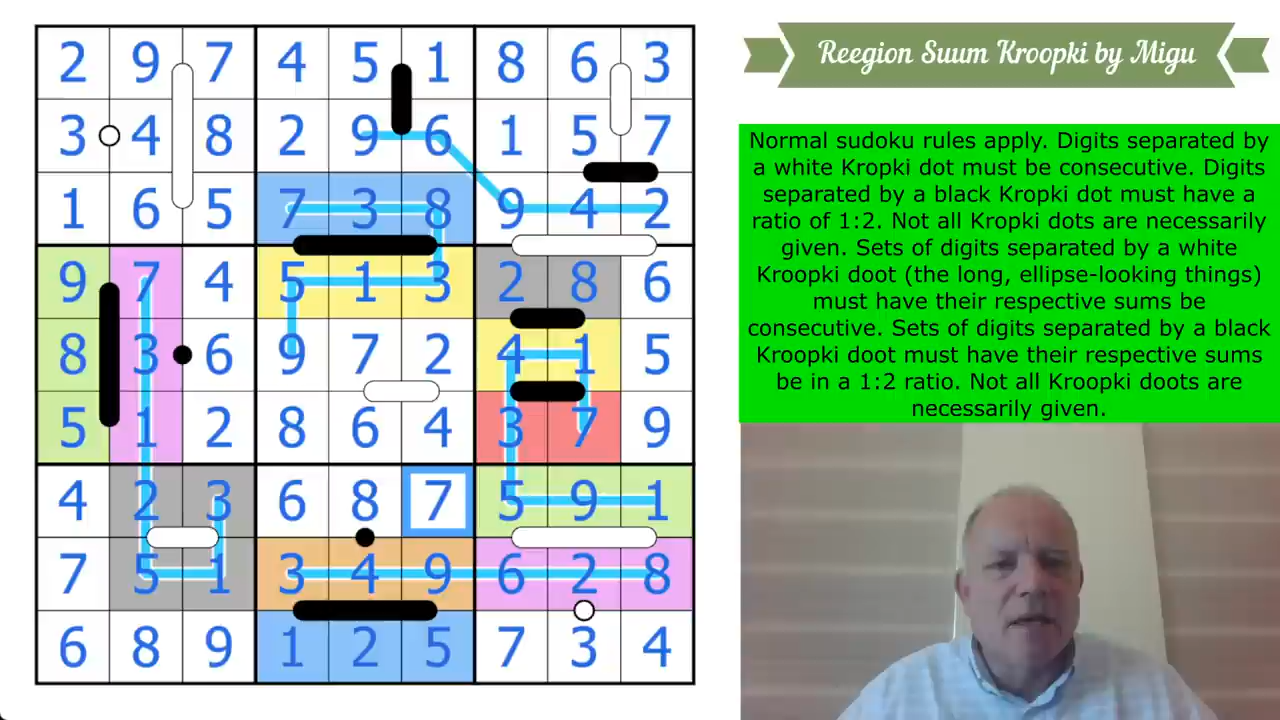 Reegion Suum Kroopki by Migu
2 9 7 4 5 1 8 6 3
3 4 8 2 9 6 1 5 7
1 6 5 7 3 8 9 4 2
9 7 4 5 1 3 2 8 6
8 3 6 9 7 2 4 1 5
5 1 2 8 6 4 3 7 9
4 2 3 6 8 7 5 9 1
7 5 1 3 4 9 6 2 8
6 8 9 1 2 5 7 3 4
Normal sudoku rules apply. Digits separated by
a white Kropki dot must be consecutive. Digits
separated by a black Kropki dot must have a
ratio of 1:2. Not all Kropki dots are necessarily
given. Sets of digits separated by a white
Kroopki doot (the long, ellipse-looking things)
must have their respective sums be
consecutive. Sets of digits separated by a black
Kroopki doot must have their respective sums
be in a 1:2 ratio. Not all Kroopki doots are
necessarily given.